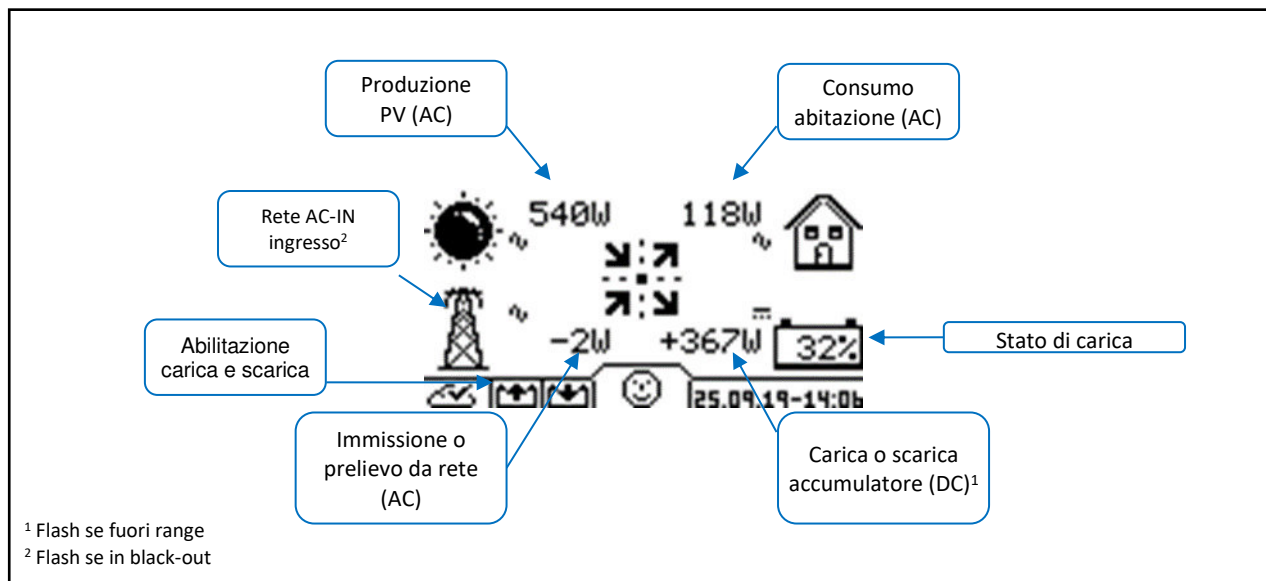 Produzione
PV (AC)
Consumo
abitazione (AC)
Rete AC-IN
ingresso²
540W
118W
Abilitazione
carica e scarica
-2W
+367W
32%
Stato di carica
25.09.19-14:06
Immissione o
prelievo da rete
(AC)
Carica o scarica
accumulatore (DC)¹
¹ Flash se fuori range
² Flash se in black-out